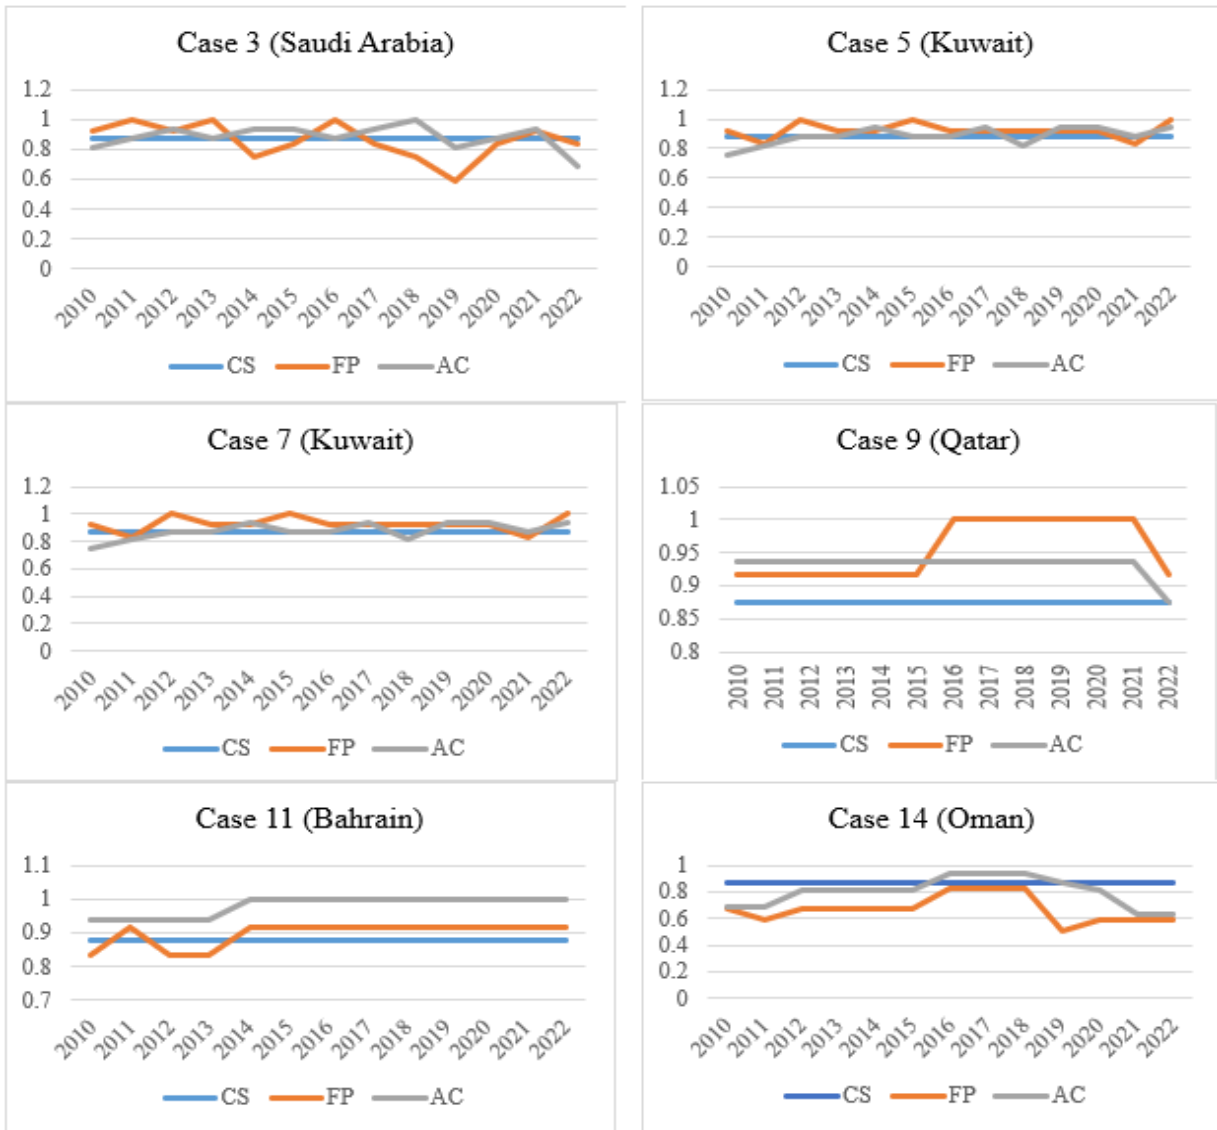 Case 3 (Saudi Arabia)
1.2
1
0.8
0.6
0.4
0.2
0
2010 2011 2012 2013 2014 2015 2016 2017 2018 2019 2020 2021 2022
CS FP AC
Case 5 (Kuwait)
1.2
1
0.8
0.6
0.4
0.2
0
2010 2011 2012 2013 2014 2015 2016 2017 2018 2019 2020 2021 2022
CS FP AC
Case 7 (Kuwait)
1.2
1
0.8
0.6
0.4
0.2
0
2010 2011 2012 2013 2014 2015 2016 2017 2018 2019 2020 2021 2022
CS FP AC
Case 9 (Qatar)
1.05
1
0.95
0.9
0.85
0.8
2010 2011 2012 2013 2014 2015 2016 2017 2018 2019 2020 2021 2022
CS FP AC
Case 11 (Bahrain)
1.1
1
0.9
0.8
0.7
2010 2011 2012 2013 2014 2015 2016 2017 2018 2019 2020 2021 2022
CS FP AC
Case 14 (Oman)
1
0.8
0.6
0.4
0.2
0
2010 2011 2012 2013 2014 2015 2016 2017 2018 2019 2020 2021 2022
CS FP AC